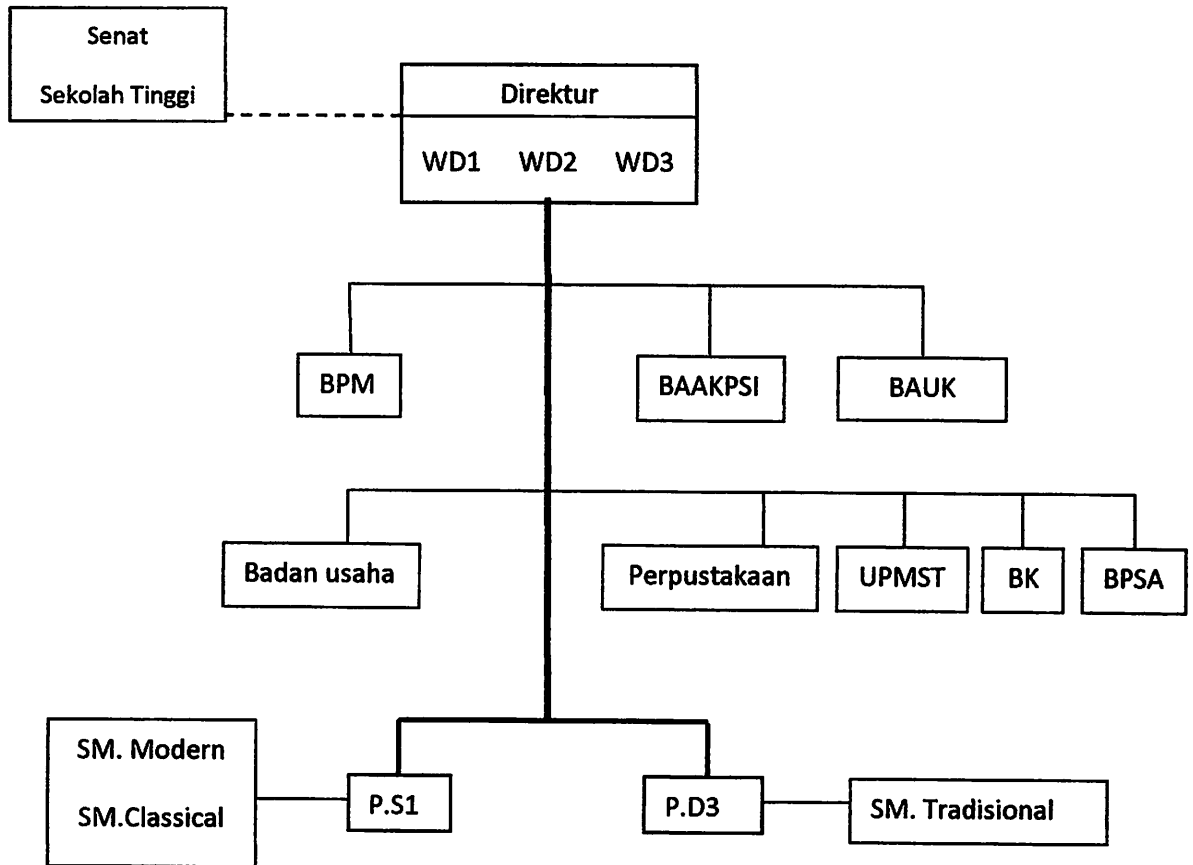 Senat
Sekolah Tinggi
Direktur
WD1 WD2 WD3
BPM
BAAKPSI
BAUK
Badan usaha
Perpustakaan
UPMST
BK
BPSA
SM. Modern
SM.Classical
P.S1
P.D3
SM. Tradisional